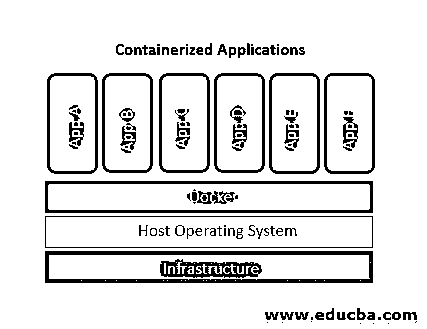 Containerized Applications
App A
App B
App C
App D
App E
App F
Docker
Host Operating System
Infrastructure
www.educba.com